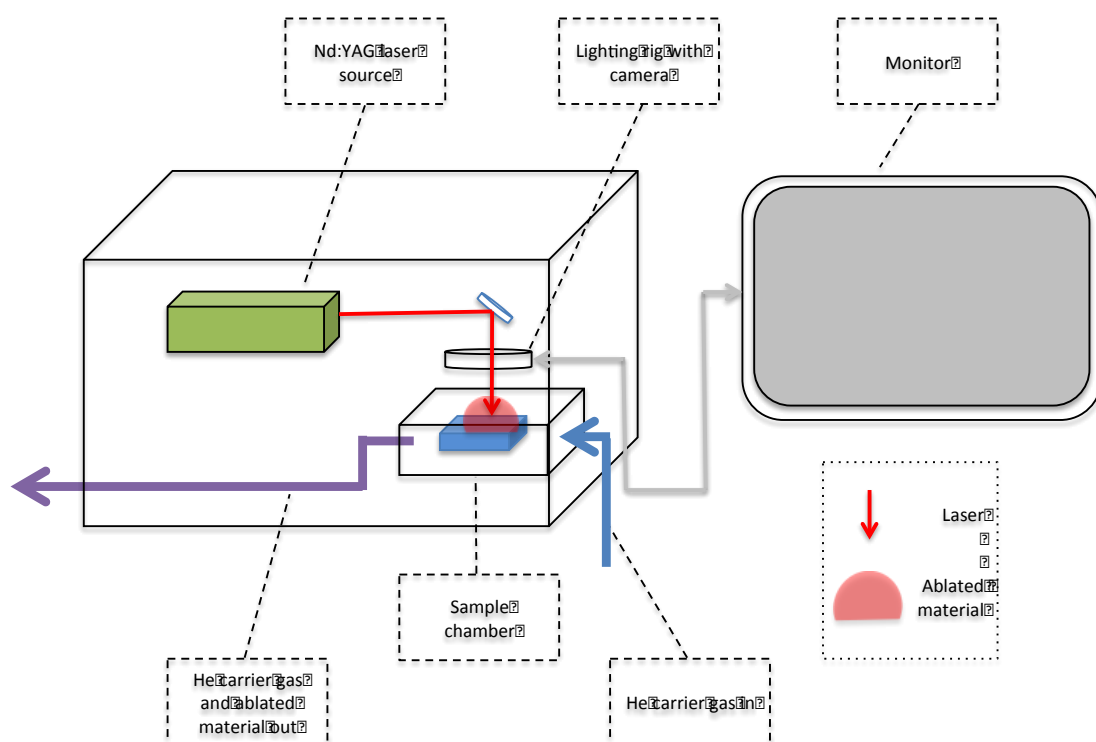 Nd:YAG laser
source
Lighting rig with
camera
Monitor
Laser
Ablated
material
Sample
chamber
He carrier gas
and ablated
material out
He carrier gas in